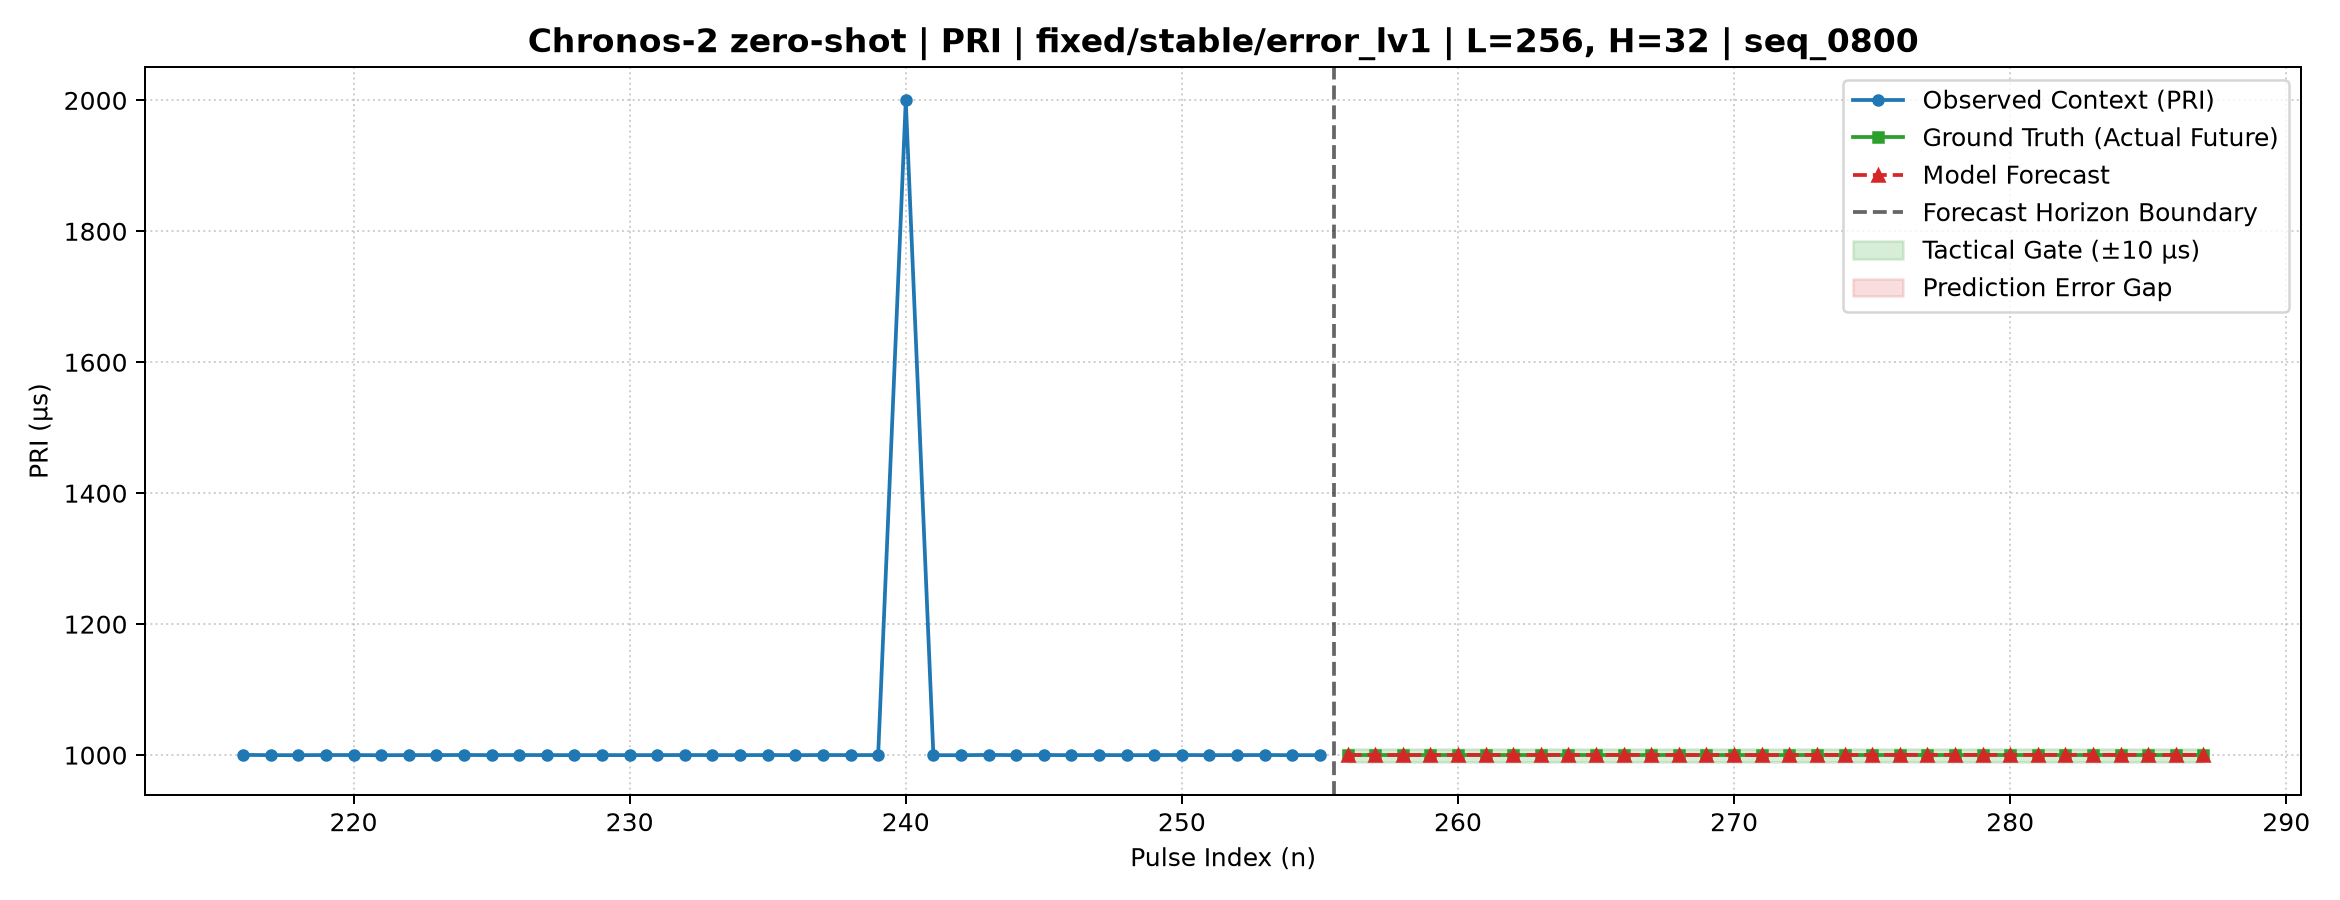 Chronos-2 zero-shot | PRI | fixed/stable/error_lv1 | L=256, H=32 | seq_0800
Observed Context (PRI)
Ground Truth (Actual Future)
Model Forecast
Forecast Horizon Boundary
Tactical Gate (±10 µs)
Prediction Error Gap
PRI (µs)
2000
1800
1600
1400
1200
1000
220 230 240 250 260 270 280 290
Pulse Index (n)